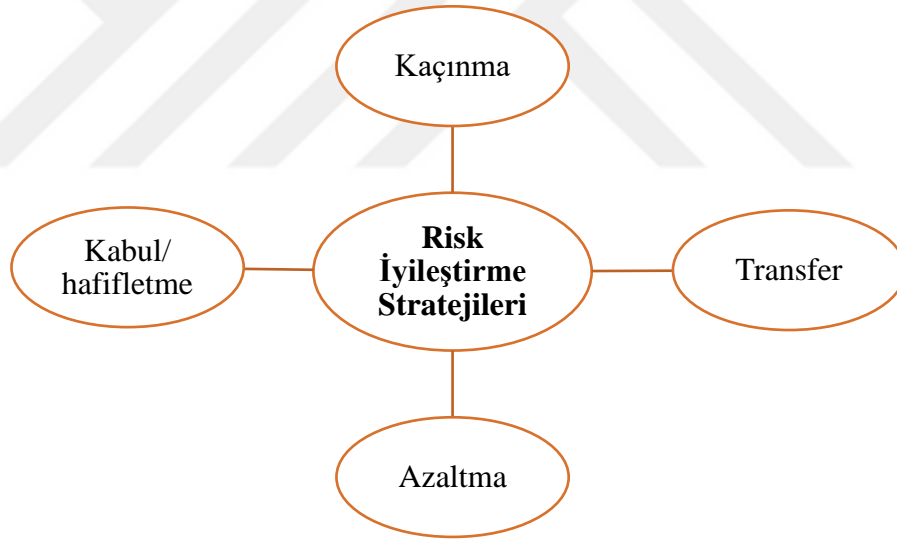 Kaçınma
Kabul/
hafifletme
Risk
İyileştirme
Stratejileri
Transfer
Azaltma